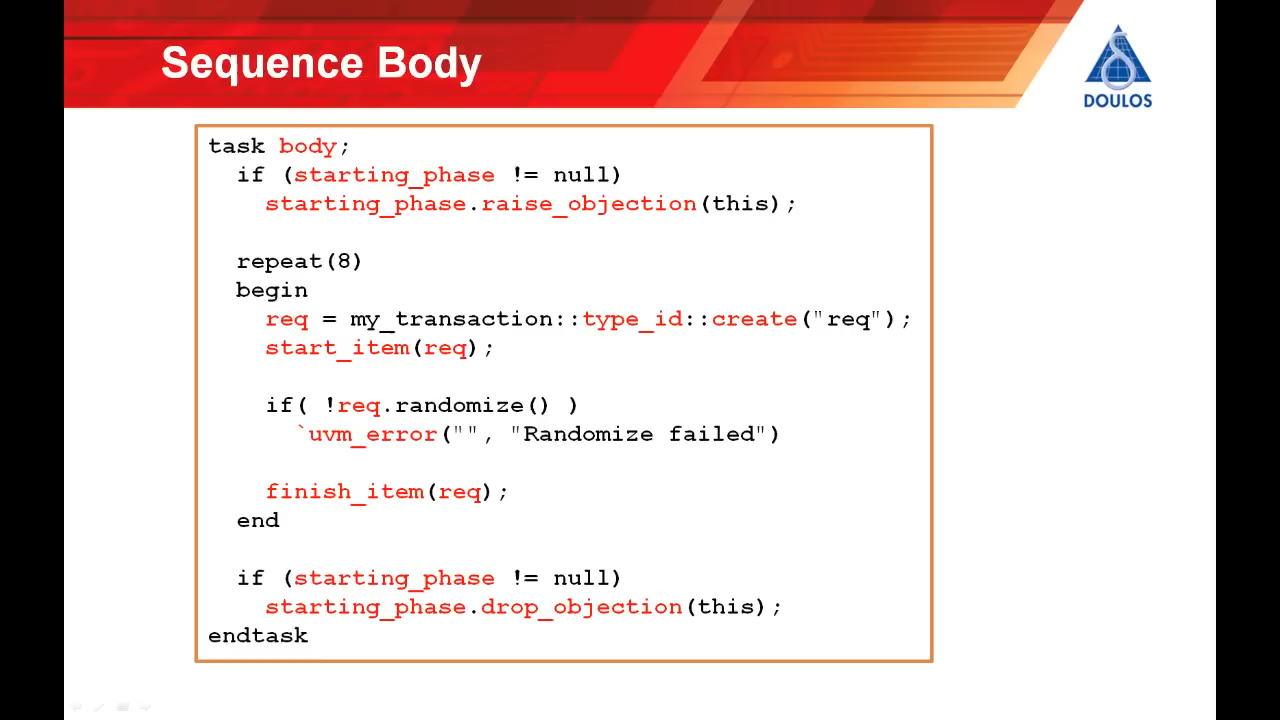 Sequence Body
DOULOS
task body;
if (starting_phase != null)
starting_phase.raise_objection(this);
repeat(8)
begin
req = my_transaction::type_id::create("req");
start_item(req);
if( !req.randomize() )
`uvm_error("", "Randomize failed")
finish_item(req);
end
if (starting_phase != null)
starting_phase.drop_objection(this);
endtask